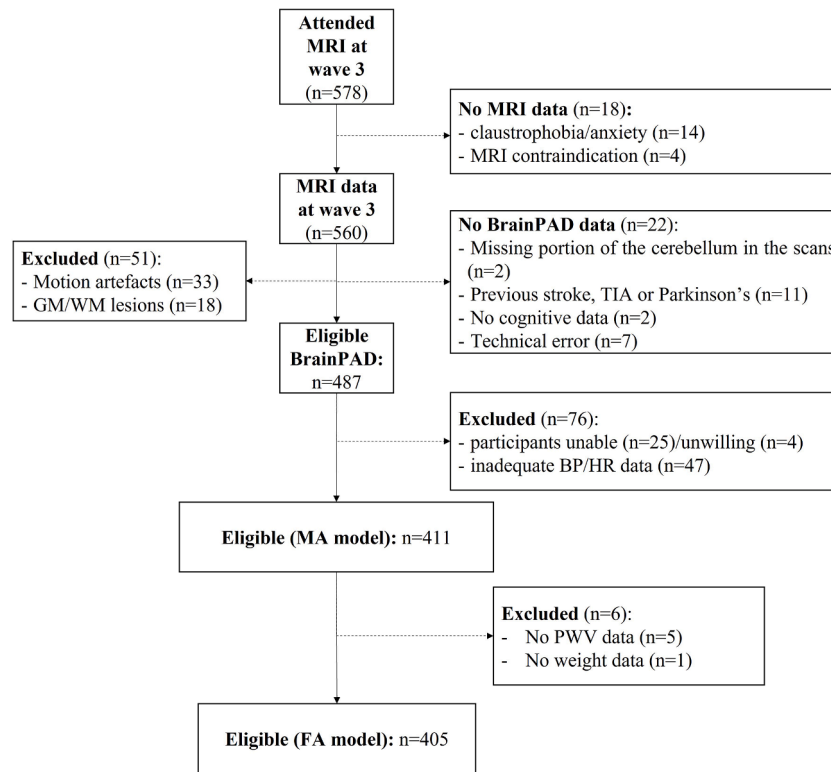 Attended
MRI at
wave 3
(n=578)
No MRI data (n=18):
- claustrophobia/anxiety (n=14)
- MRI contraindication (n=4)
MRI data
at wave 3
(n=560)
No BrainPAD data (n=22):
- Missing portion of the cerebellum in the scans
(n=2)
- Previous stroke, TIA or Parkinson's (n=11)
- No cognitive data (n=2)
- Technical error (n=7)
Excluded (n=51):
- Motion artefacts (n=33)
- GM/WM lesions (n=18)
Eligible
BrainPAD:
n=487
Excluded (n=76):
- participants unable (n=25)/unwilling (n=4)
- inadequate BP/HR data (n=47)
Eligible (MA model): n=411
Excluded (n=6):
- No PWV data (n=5)
- No weight data (n=1)
Eligible (FA model): n=405